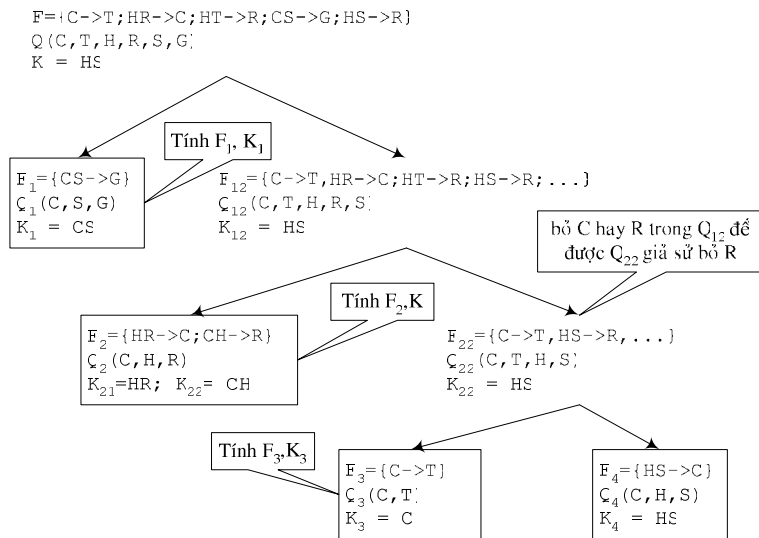 F={C->T;HR->C;HT->R;CS->G;HS->R}
Q(C,T,H,R,S,G)
K = HS
Tính F1, K1
F1={CS->G}
Q1(C,S,G)
K1 = CS
F12={C->T,HR->C;HT->R;HS->R;...}
Q12(C,T,H,R,S)
K12 = HS
bỏ C hay R trong Q12 để
được Q22 giả sử bỏ R
Tính F2,K
F2={HR->C;CH->R}
Q2(C,H,R)
K21=HR; K22= CH
F22={C->T,HS->R,...}
Q22(C,T,H,S)
K22 = HS
Tính F3,K3
F3={C->T}
Q3(C,T)
K3 = C
F4={HS->C}
Q4(C,H,S)
K4 = HS